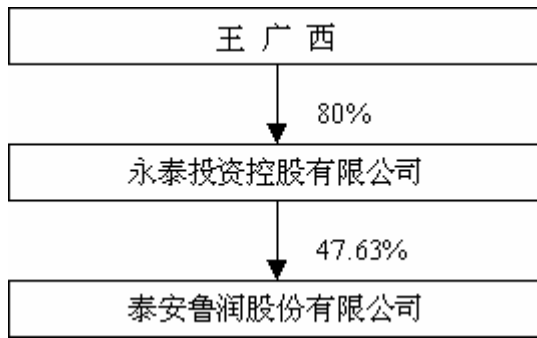 王 广 西
80%
永泰投资控股有限公司
47.63%
泰安鲁润股份有限公司